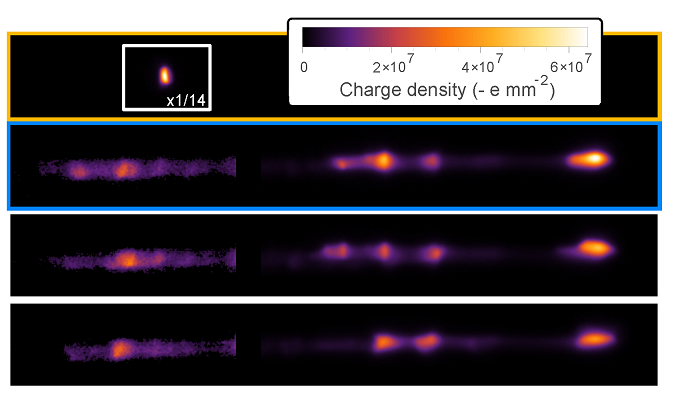 x1/14
0 2×10⁷ 4×10⁷ 6×10⁷
Charge density (- e mm⁻²)